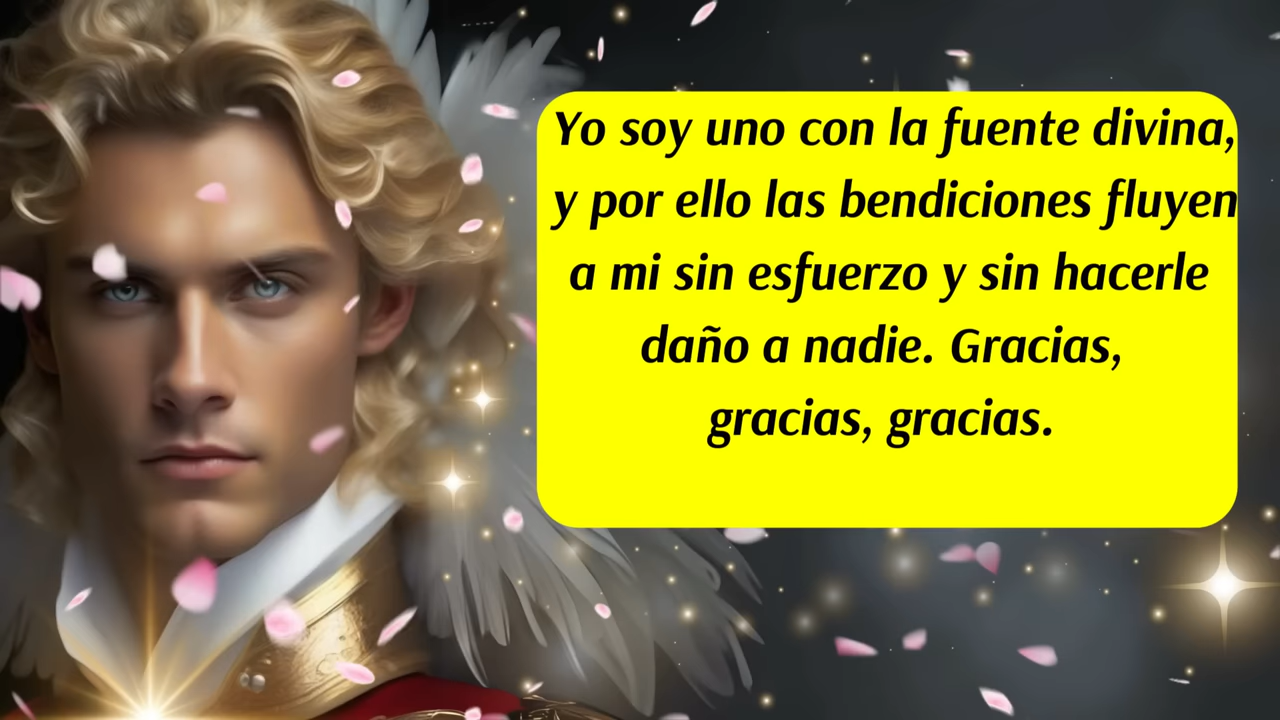 Yo soy uno con la fuente divina,
y por ello las bendiciones fluyen
a mi sin esfuerzo y sin hacerle
daño a nadie. Gracias,
gracias, gracias.